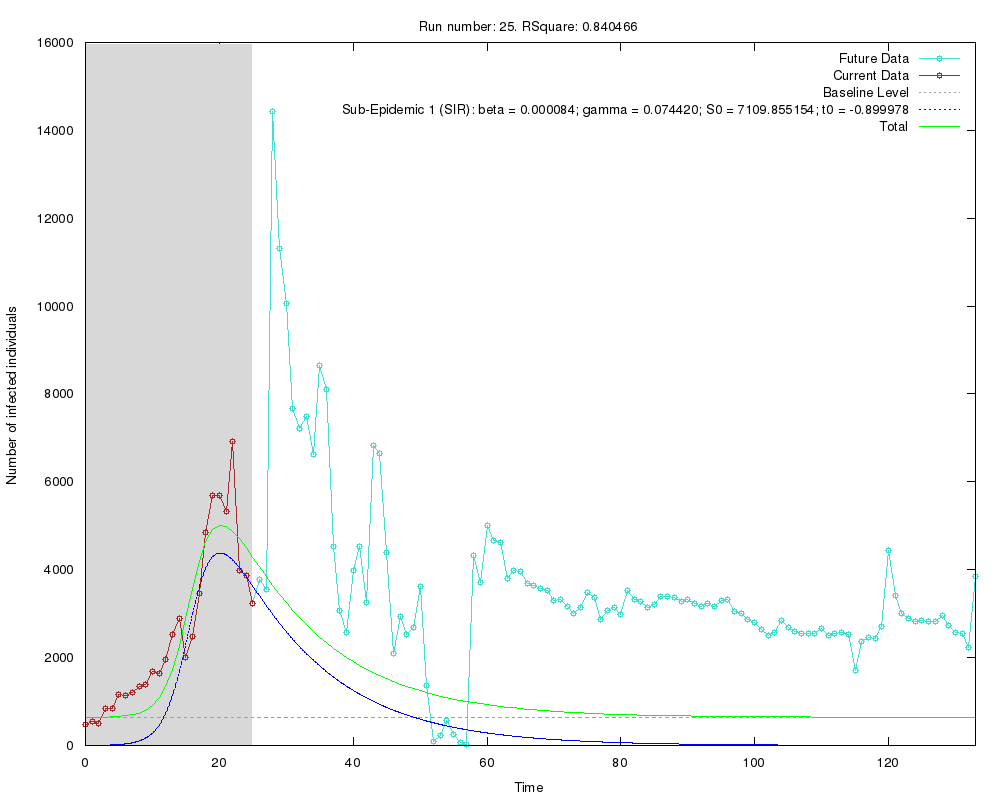 Run number: 25. RSquare: 0.840466
16000
14000
12000
10000
8000
6000
4000
2000
0
Number of infected individuals
Future Data
Current Data
Baseline Level
Sub-Epidemic 1 (SIR): beta = 0.000084; gamma = 0.074420; S0 = 7109.855154; t0 = -0.899978
Total
0 20 40 60 80 100 120
Time